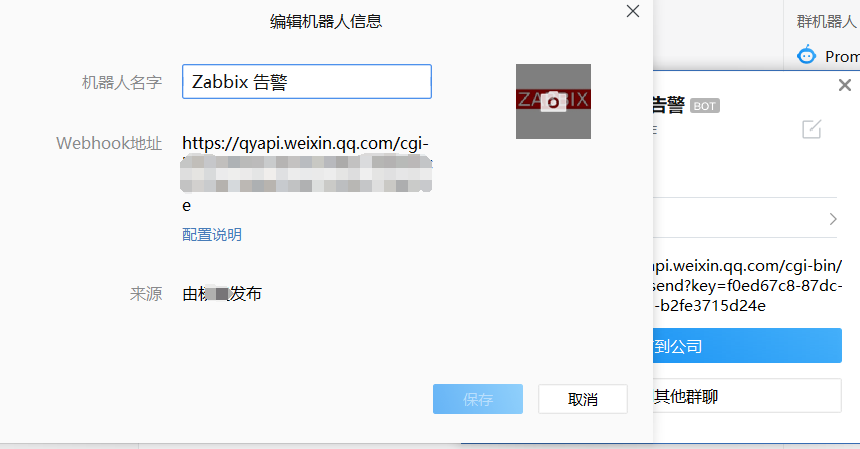 编辑机器人信息
机器人名字
Zabbix 告警
ZABBIX
Webhook地址
https://qyapi.weixin.qq.com/cgi-
e
配置说明
来源
由 发布
保存
取消
群机器人
Prom
告警 BOT
api.weixin.qq.com/cgi-bin/
send?key=f0ed67c8-87dc-
-b2fe3715d24e
到公司
其他群聊